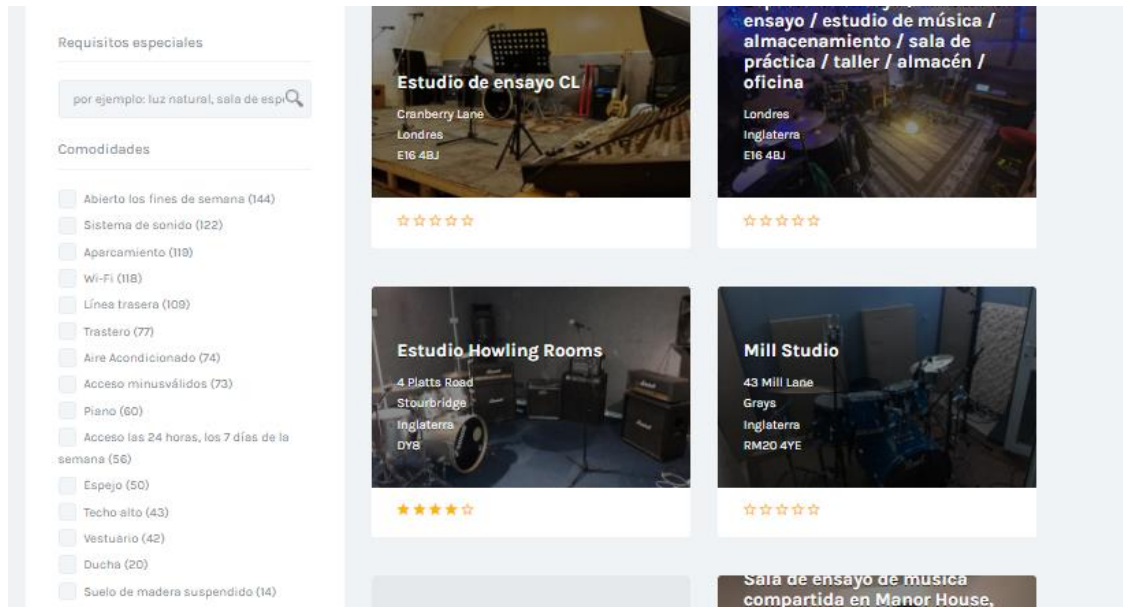 Requisitos especiales
por ejemplo: luz natural, sala de
Comodidades
Abierto los fines de semana (144)
Sistema de sonido (122)
Aparcamiento (119)
Wi-Fi (118)
Línea trasera (109)
Trastero (77)
Aire Acondicionado (74)
Acceso minusválidos (73)
Piano (60)
Acceso las 24 horas, los 7 días de la
semana (56)
Espejo (50)
Techo alto (43)
Vestuario (42)
Ducha (20)
Suelo de madera suspendido (14)
Estudio de ensayo CL
Cranberry Lane
Londres
E16 4BJ
ensayo / estudio de música /
almacenamiento / sala de
práctica / taller / almacén /
oficina
Londres
Inglaterra
E16 4BJ
Estudio Howling Rooms
4 Platts Road
Stourbridge
Inglaterra
DY8
Mill Studio
43 Mill Lane
Grays
Inglaterra
RM20 4YE
Sala de ensayo de música
compartida en Manor House,